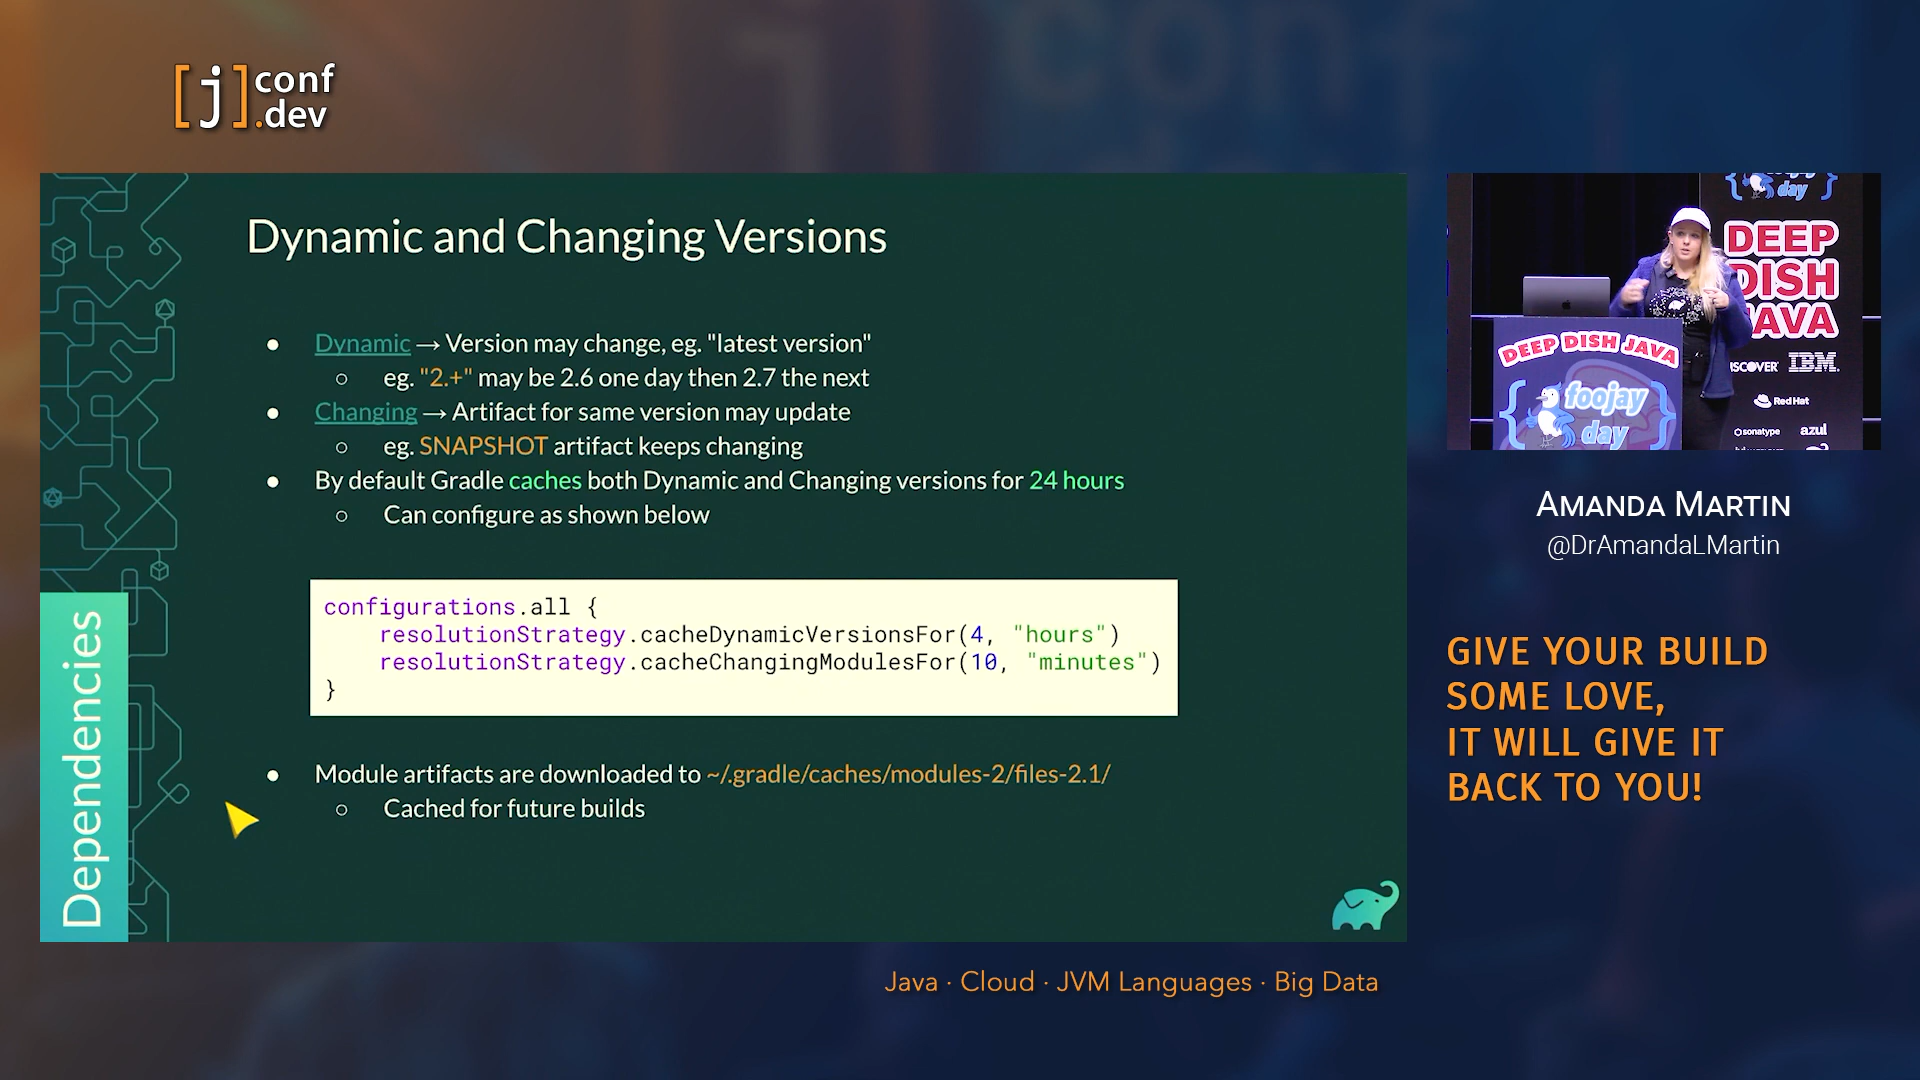 [j] conf
.dev
Dynamic and Changing Versions
● Dynamic → Version may change, eg. "latest version"
○ eg. "2.+" may be 2.6 one day then 2.7 the next
● Changing → Artifact for same version may update
○ eg. SNAPSHOT artifact keeps changing
● By default Gradle caches both Dynamic and Changing versions for 24 hours
○ Can configure as shown below
configurations.all {
resolutionStrategy.cacheDynamicVersionsFor(4, "hours")
resolutionStrategy.cacheChangingModulesFor(10, "minutes")
}
● Module artifacts are downloaded to ~/.gradle/caches/modules-2/files-2.1/
○ Cached for future builds
Dependencies
day
DEEP
DISH
JAVA
IBM
Red Hat
sonatype azul
DEEP DISH JAVA
{ foojay
day }
AMANDA MARTIN
@DrAmandaLMartin
GIVE YOUR BUILD
SOME LOVE,
IT WILL GIVE IT
BACK TO YOU!
Java · Cloud · JVM Languages · Big Data